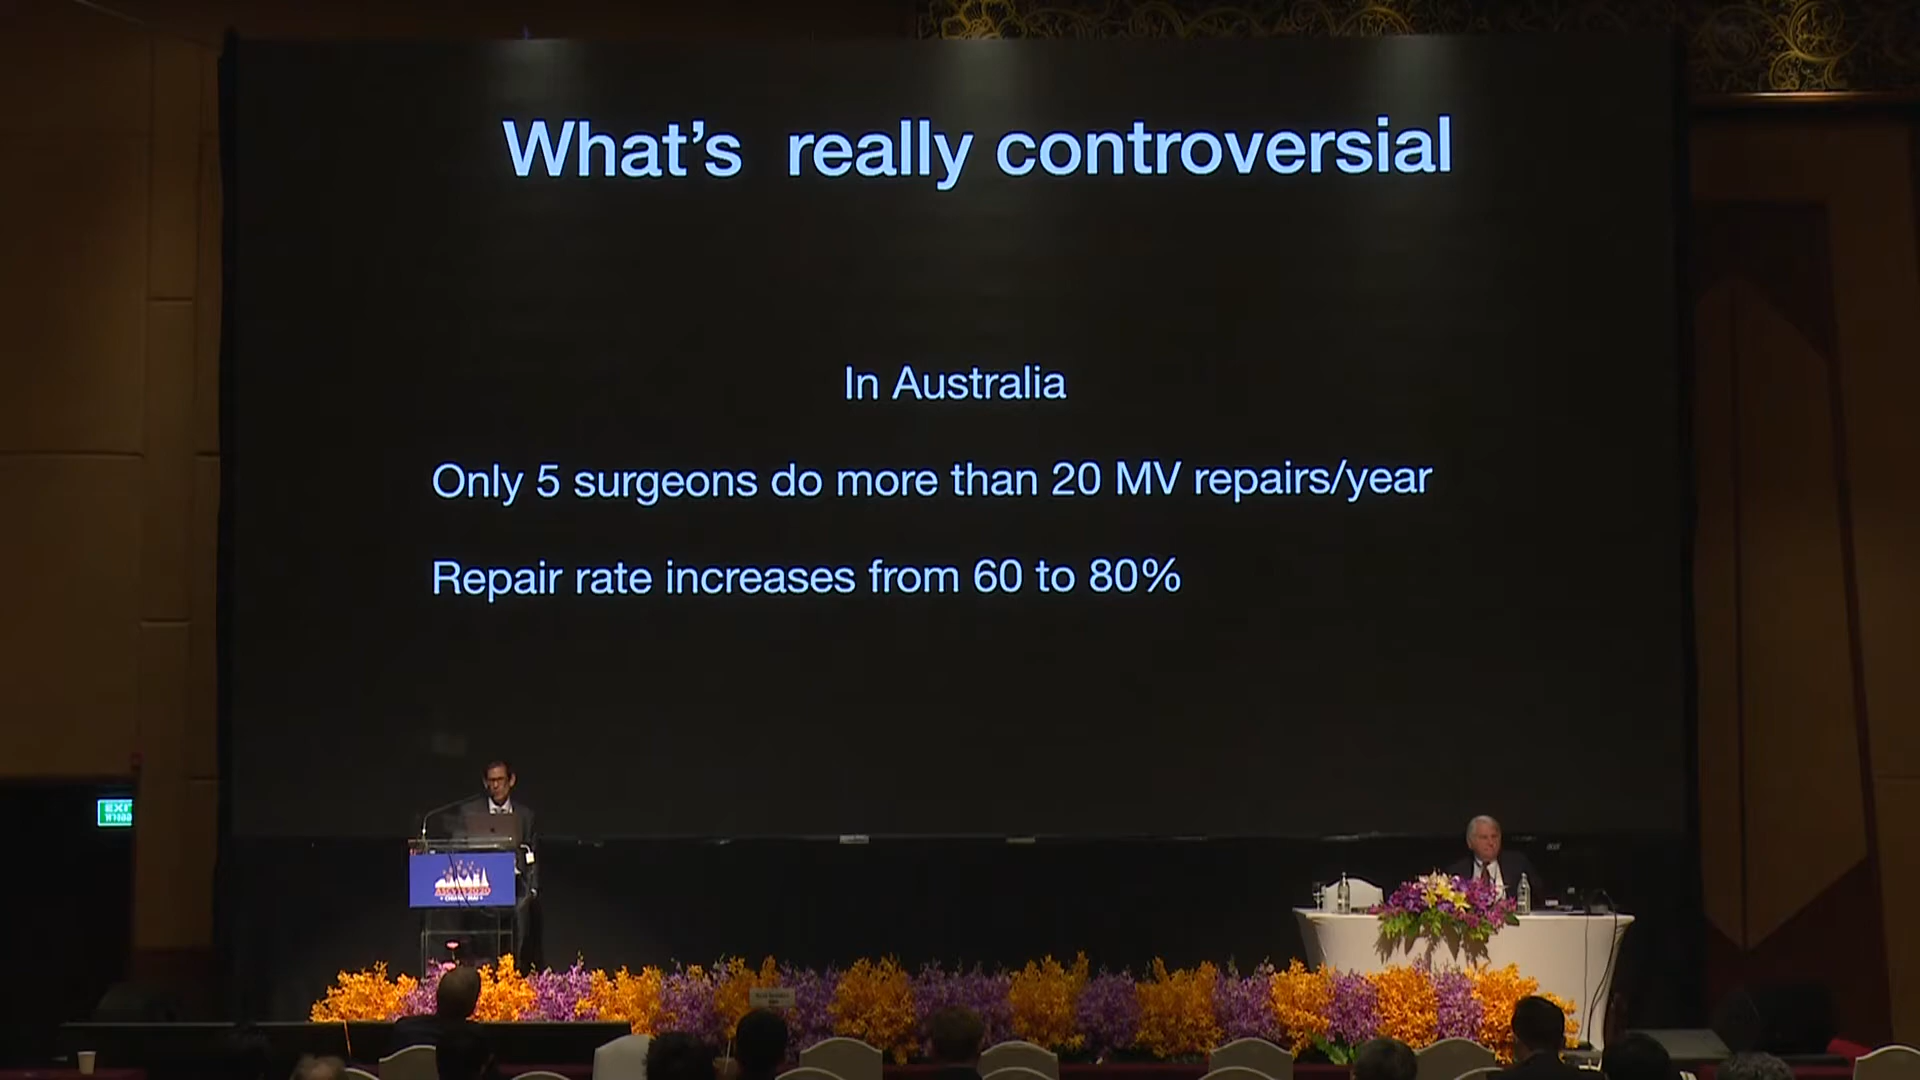 What's really controversial
In Australia
Only 5 surgeons do more than 20 MV repairs/year
Repair rate increases from 60 to 80%
EXIT